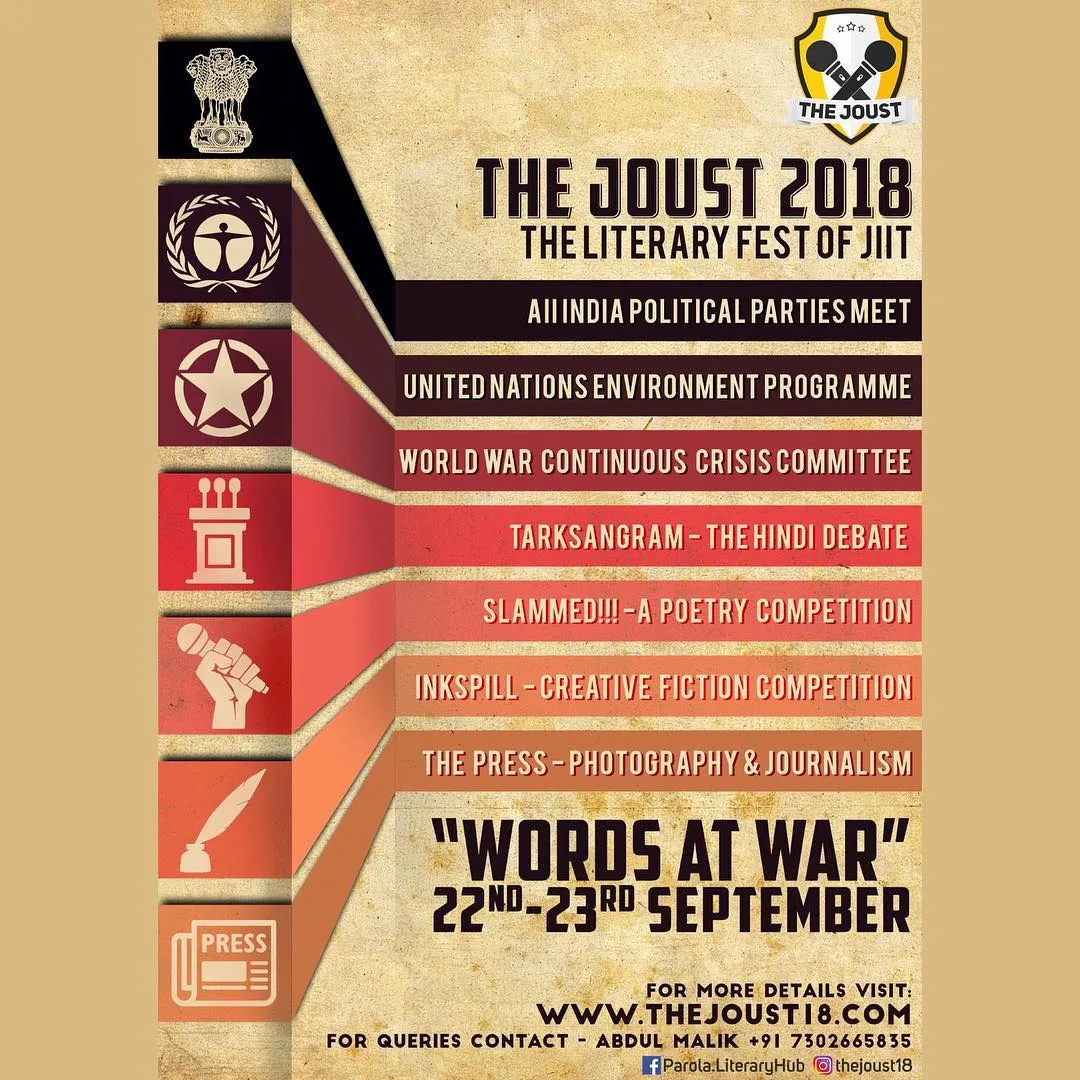 THE JOUST
THE JOUST 2018
THE LITERARY FEST OF JIIT
All INDIA POLITICAL PARTIES MEET
UNITED NATIONS ENVIRONMENT PROGRAMME
WORLD WAR CONTINUOUS CRISIS COMMITTEE
TARKSANGRAM - THE HINDI DEBATE
SLAMMED!!! -A POETRY COMPETITION
INKSPILL - CREATIVE FICTION COMPETITION
THE PRESS - PHOTOGRAPHY & JOURNALISM
PRESS
"WORDS AT WAR"
22ND-23RD SEPTEMBER
FOR MORE DETAILS VISIT:
WWW.THEJOUST18.COM
FOR QUERIES CONTACT - ABDUL MALIK +91 7302665835
Parola.LiteraryHub thejoust18